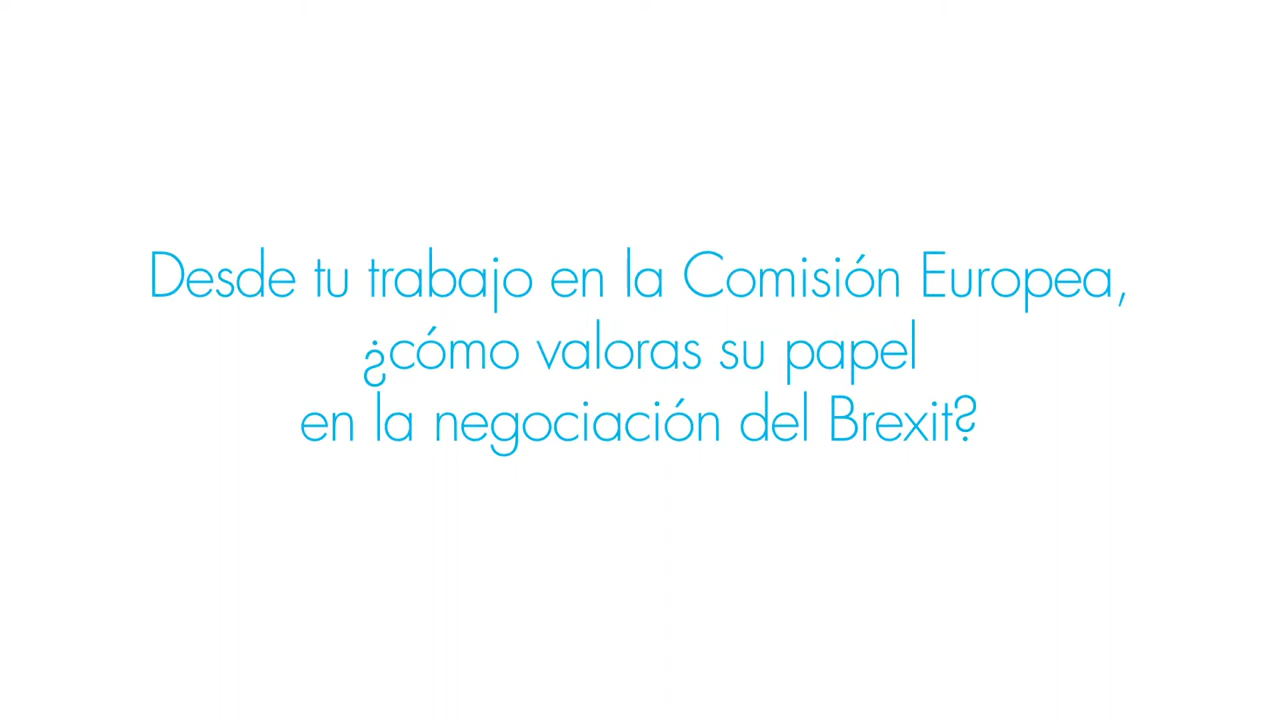 Desde tu trabajo en la Comisión Europea,
¿cómo valoras su papel
en la negociación del Brexit?